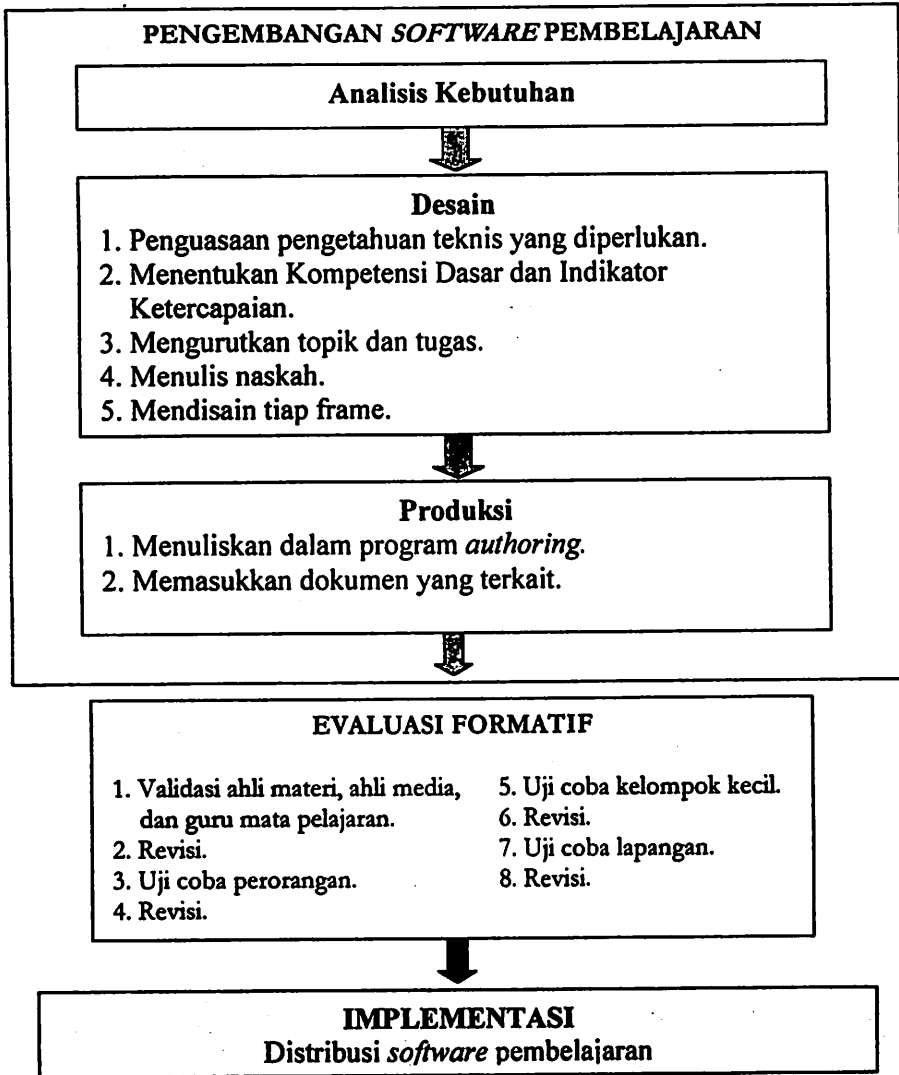 PENGEMBANGAN SOFTWARE PEMBELAJARAN
Analisis Kebutuhan
Desain
1. Penguasaan pengetahuan teknis yang diperlukan.
2. Menentukan Kompetensi Dasar dan Indikator
Ketercapaian.
3. Mengurutkan topik dan tugas.
4. Menulis naskah.
5. Mendisain tiap frame.
Produksi
1. Menuliskan dalam program authoring.
2. Memasukkan dokumen yang terkait.
EVALUASI FORMATIF
1. Validasi ahli materi, ahli media,
dan guru mata pelajaran.
2. Revisi.
3. Uji coba perorangan.
4. Revisi.
5. Uji coba kelompok kecil.
6. Revisi.
7. Uji coba lapangan.
8. Revisi.
IMPLEMENTASI
Distribusi software pembelajaran